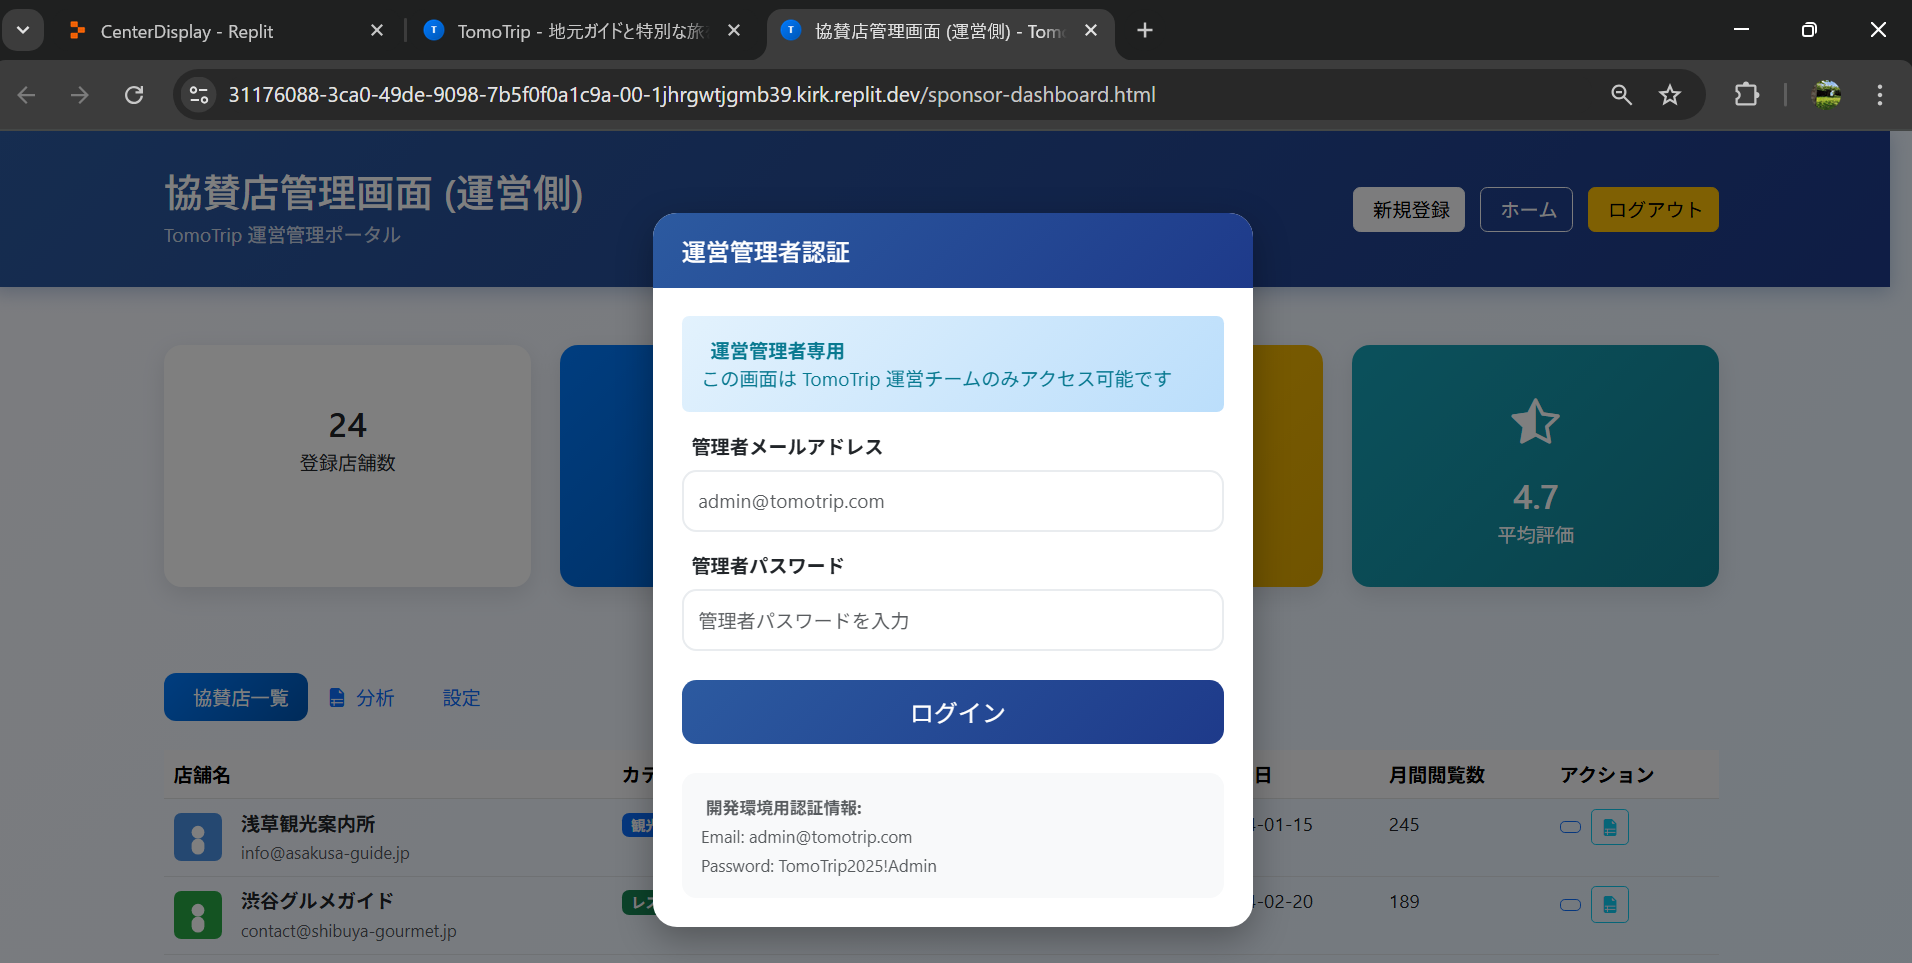 CenterDisplay - Replit
TomoTrip - 地元ガイドと特別な旅
協賛店管理画面 (運営側) - Tom
31176088-3ca0-49de-9098-7b5f0f0a1c9a-00-1jhrgwtjgmb39.kirk.replit.dev/sponsor-dashboard.html
協賛店管理画面 (運営側)
TomoTrip 運営管理ポータル
新規登録
ホーム
ログアウト
運営管理者認証
運営管理者専用
この画面は TomoTrip 運営チームのみアクセス可能です
管理者メールアドレス
admin@tomotrip.com
管理者パスワード
管理者パスワードを入力
ログイン
開発環境用認証情報:
Email: admin@tomotrip.com
Password: TomoTrip2025!Admin
24
登録店舗数
4.7
平均評価
協賛店一覧
分析
設定
店舗名
カテ
日
月間閲覧数
アクション
浅草観光案内所
info@asakusa-guide.jp
観光
-01-15
245
渋谷グルメガイド
contact@shibuya-gourmet.jp
レス
-02-20
189